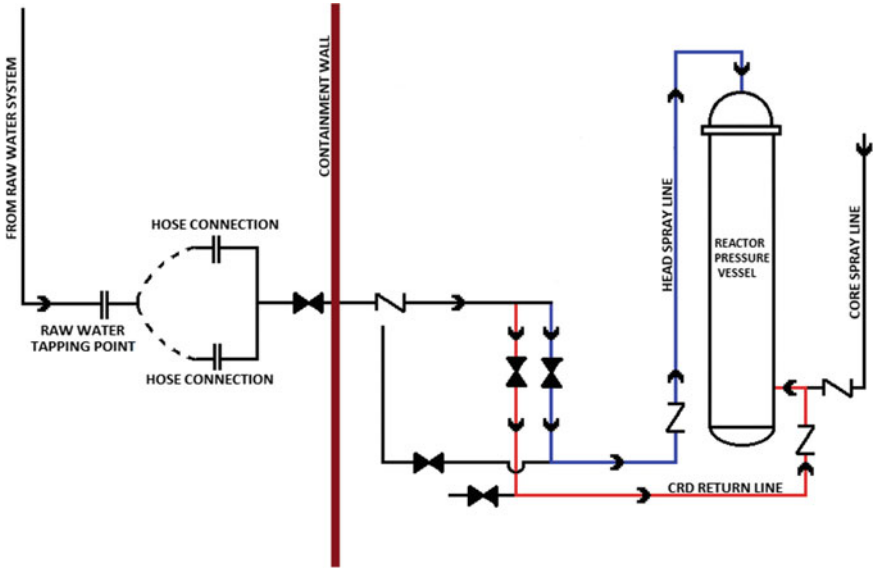 FROM RAW WATER SYSTEM
HOSE CONNECTION
RAW WATER
TAPPING POINT
HOSE CONNECTION
CONTAINMENT WALL
HEAD SPRAY LINE
REACTOR
PRESSURE
VESSEL
CORE SPRAY LINE
CRD RETURN LINE